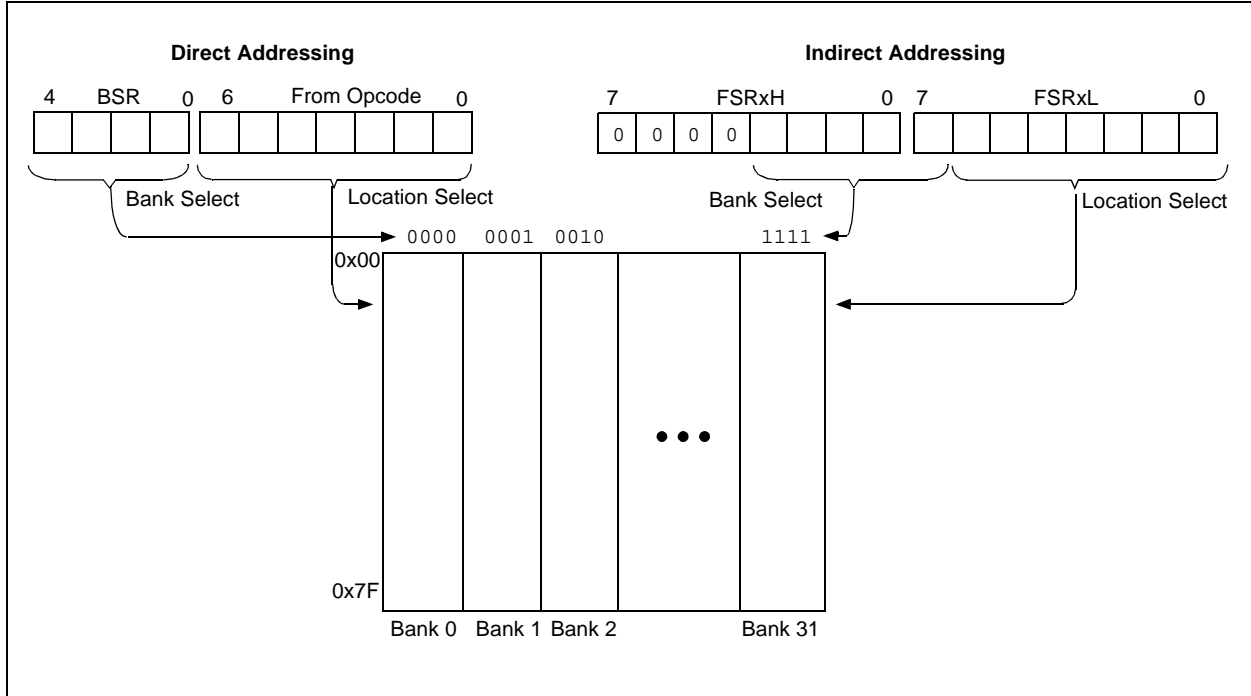 Direct Addressing
Indirect Addressing
4 BSR 0 6 From Opcode 0
7 FSRxH 0 7 FSRxL 0
0 0 0 0
Bank Select
Location Select
Bank Select
Location Select
0000 0001 0010 1111
0x00
0x7F
Bank 0 Bank 1 Bank 2 Bank 31